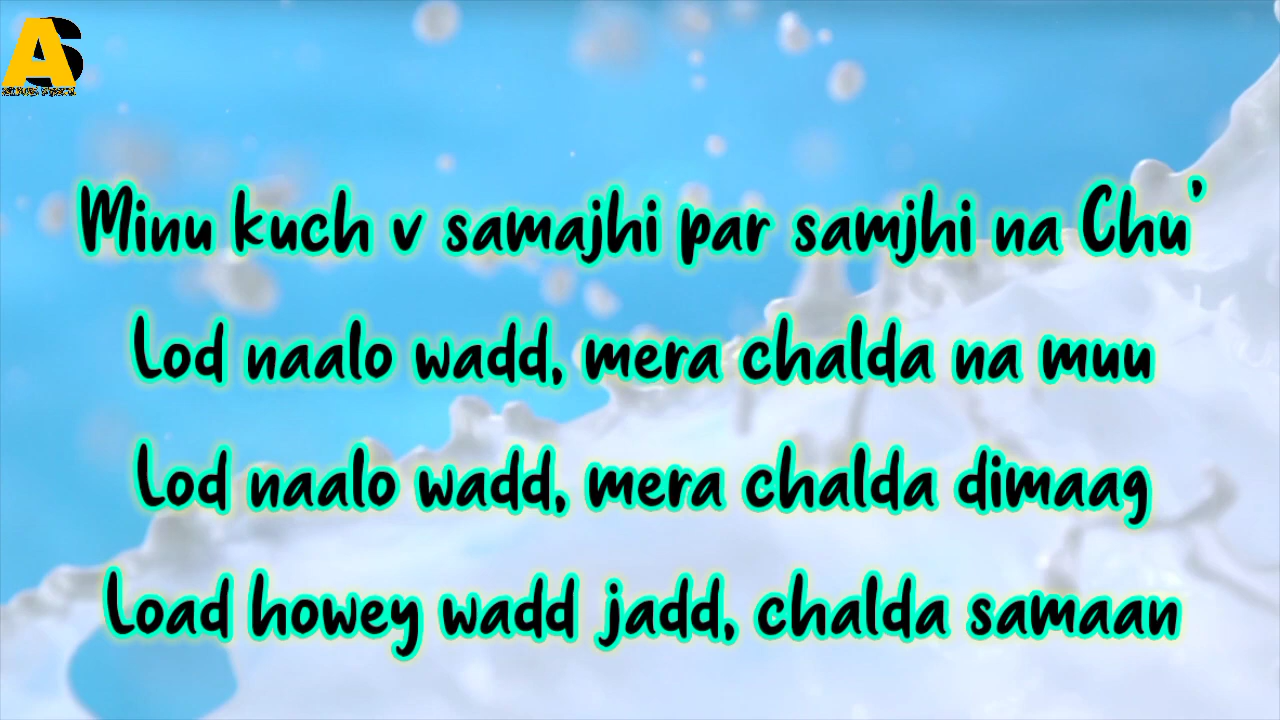 AS
Minu kuch v samajhi par samjhi na Chu'
Lod naalo wadd, mera chalda na muu
Lod naalo wadd, mera chalda dimaag
Load howey wadd jadd, chalda samaan